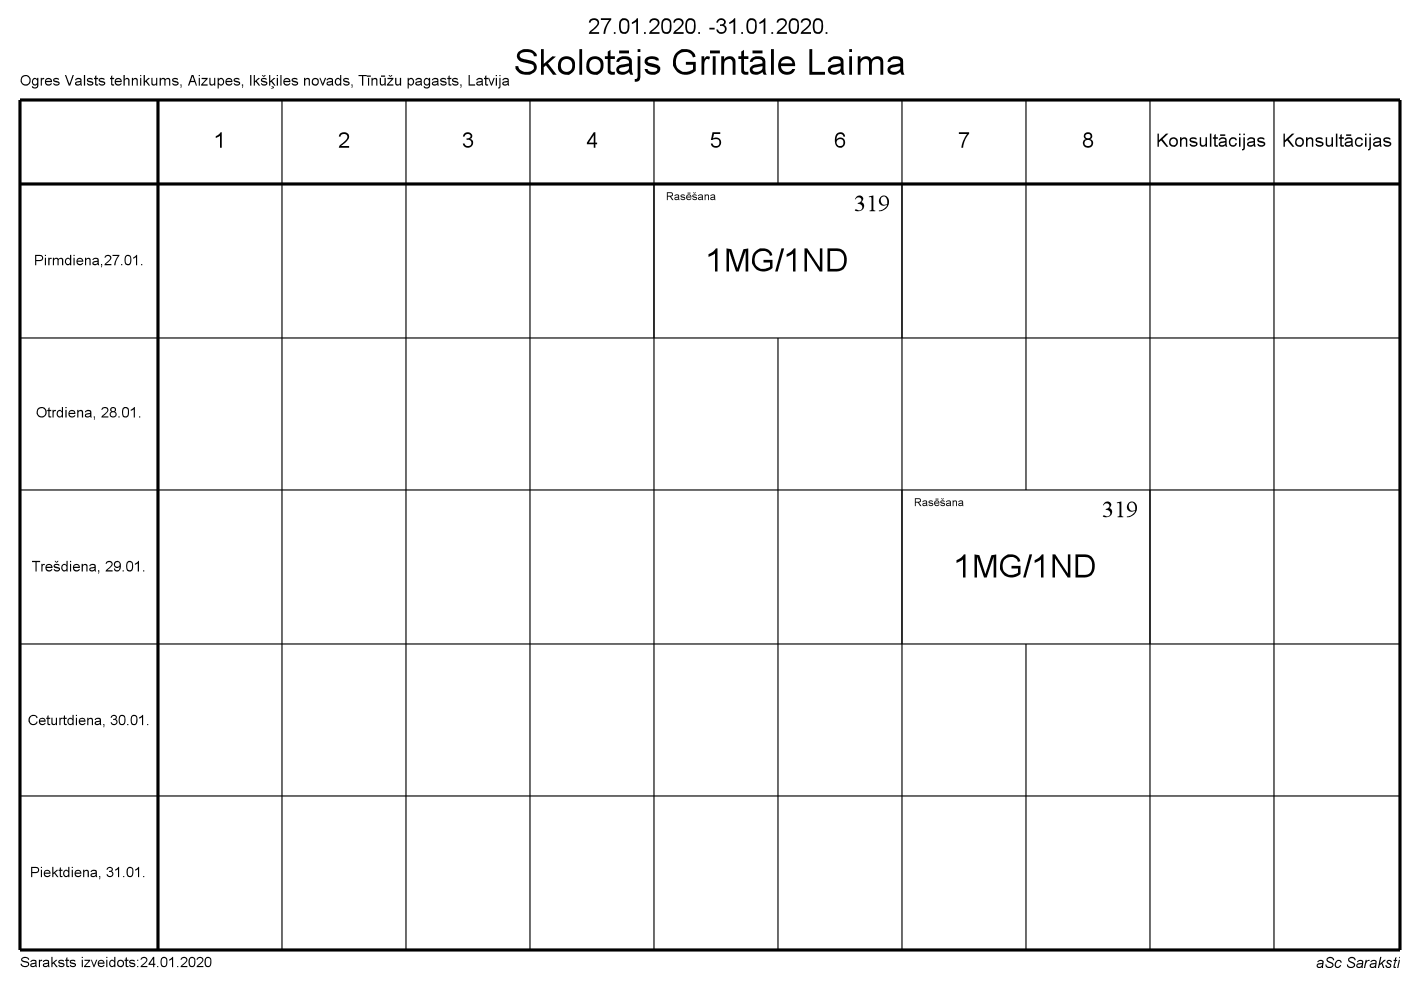 27.01.2020. -31.01.2020.
Skolotājs Grīntāle Laima
Ogres Valsts tehnikums, Aizupes, Ikšķiles novads, Tīnūžu pagasts, Latvija
1 2 3 4 5 6 7 8 Konsultācijas Konsultācijas
Rasēšana 319
Pirmdiena,27.01. 1MG/1ND
Otrdiena, 28.01.
Rasēšana 319
Trešdiena, 29.01. 1MG/1ND
Ceturtdiena, 30.01.
Piektdiena, 31.01.
Saraksts izveidots:24.01.2020 aSc Saraksti